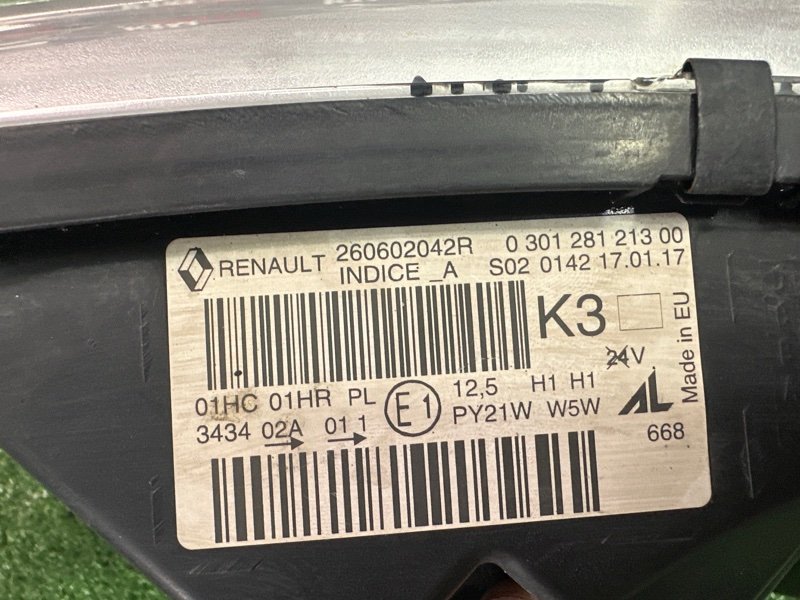 RENAULT 260602042R 0 301 281 213 00
INDICE _A S02 0142 17.01.17
K3
24V
Made in EU
01HC 01HR PL E1 12,5 H1 H1
3434 02A 01 1 PY21W W5W AL
668